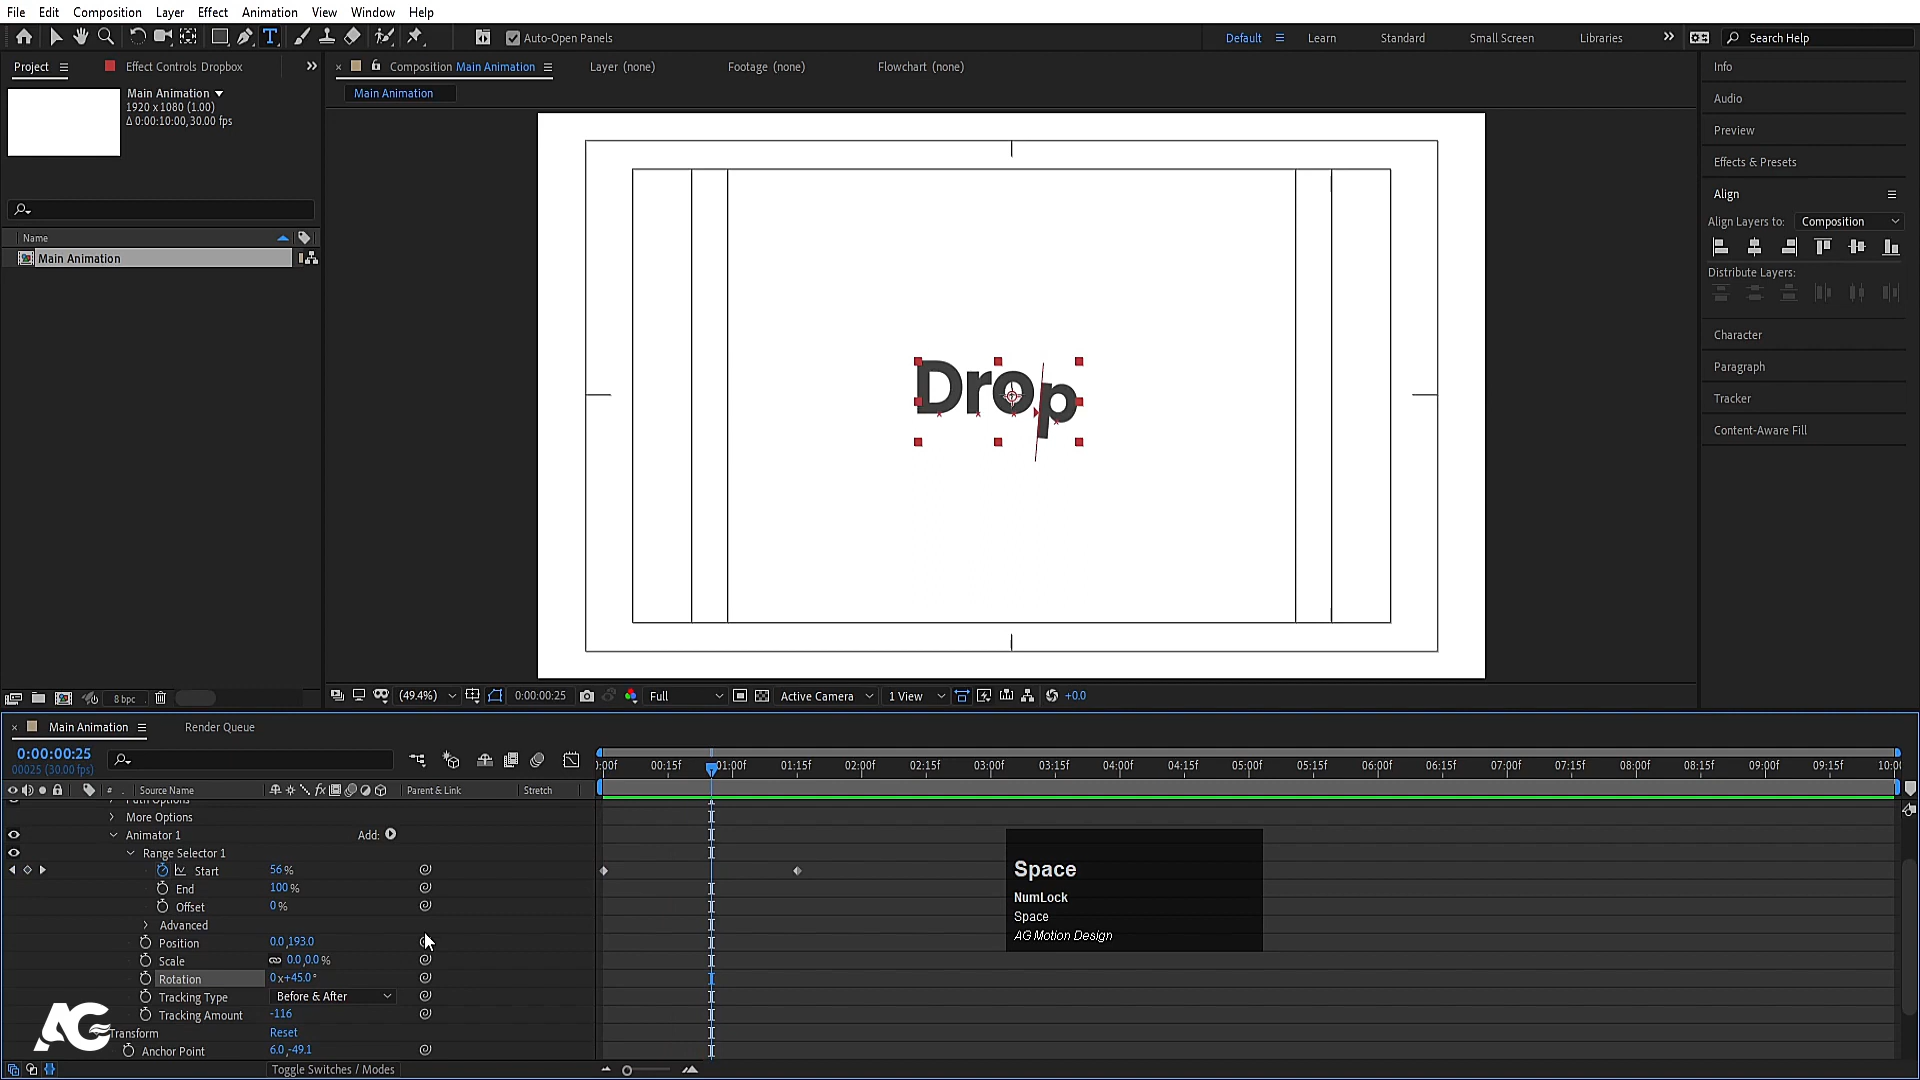 File Edit Composition Layer Effect Animation View Window Help
Auto-Open Panels Default Learn Standard Small Screen Libraries Search Help
Project Effect Controls Dropbox Composition Main Animation Layer (none) Footage (none) Flowchart (none)
Main Animation
Main Animation
1920 x 1080 (1.00)
Δ 0:00:10:00, 30.00 fps
Name
Main Animation
Drop
Info
Audio
Preview
Effects & Presets
Align
Align Layers to: Composition
Distribute Layers:
Character
Paragraph
Tracker
Content-Aware Fill
8 bpc
(49.4%) 0:00:00:25 Full Active Camera 1 View +0.0
Main Animation Render Queue
0:00:00:25
00025 (30.00 fps)
:00f 00:15f 01:00f 01:15f 02:00f 02:15f 03:00f 03:15f 04:00f 04:15f 05:00f 05:15f 06:00f 06:15f 07:00f 07:15f 08:00f 08:15f 09:00f 09:15f 10:00
# Source Name Parent & Link Stretch
Path Options
More Options
Animator 1 Add:
Range Selector 1
Start 56 %
End 100 %
Offset 0 %
Advanced
Position 0.0,193.0
Scale 0.0,0.0 %
Rotation 0x+45.0°
Tracking Type Before & After
Tracking Amount -116
Transform Reset
Anchor Point 6.0,-49.1
Toggle Switches / Modes
Space
NumLock
Space
AG Motion Design
AG